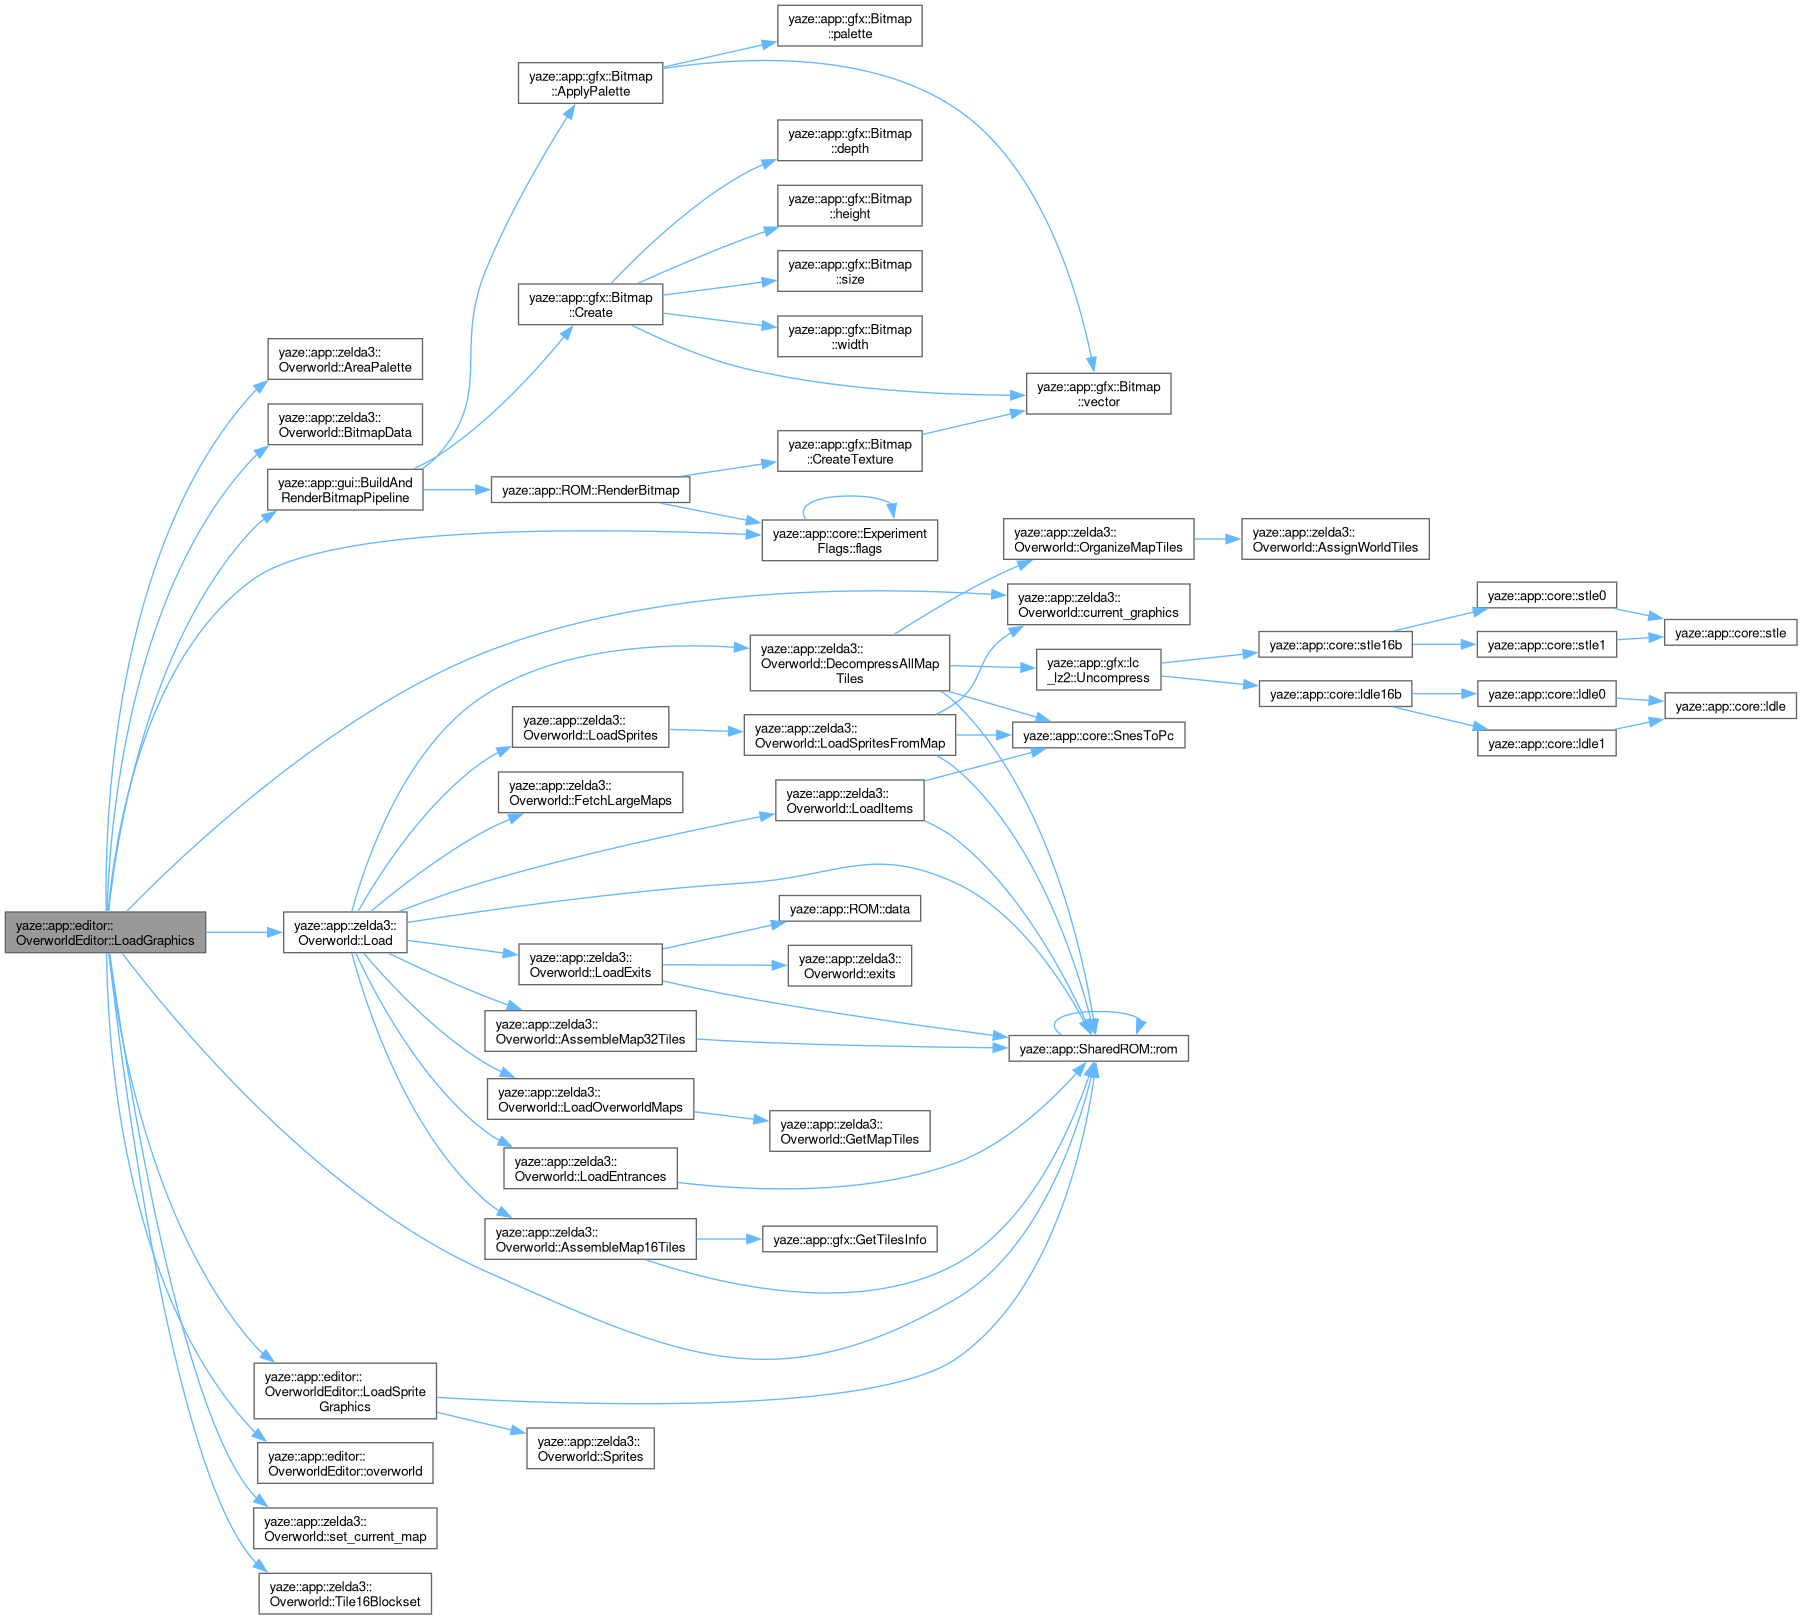 yaze::app::gfx::Bitmap
::palette
yaze::app::gfx::Bitmap
::ApplyPalette
yaze::app::gfx::Bitmap
::depth
yaze::app::gfx::Bitmap
::height
yaze::app::gfx::Bitmap
::size
yaze::app::gfx::Bitmap
::Create
yaze::app::gfx::Bitmap
::width
yaze::app::zelda3::
Overworld::AreaPalette
yaze::app::gfx::Bitmap
::vector
yaze::app::zelda3::
Overworld::BitmapData
yaze::app::gfx::Bitmap
::CreateTexture
yaze::app::gui::BuildAnd
RenderBitmapPipeline
yaze::app::ROM::RenderBitmap
yaze::app::core::Experiment
Flags::flags
yaze::app::zelda3::
Overworld::OrganizeMapTiles
yaze::app::zelda3::
Overworld::AssignWorldTiles
yaze::app::zelda3::
Overworld::current_graphics
yaze::app::core::stle0
yaze::app::core::stle
yaze::app::zelda3::
Overworld::DecompressAllMap
Tiles
yaze::app::core::stle16b
yaze::app::core::stle1
yaze::app::gfx::lc
_lz2::Uncompress
yaze::app::core::ldle16b
yaze::app::core::ldle0
yaze::app::core::ldle
yaze::app::zelda3::
Overworld::LoadSprites
yaze::app::zelda3::
Overworld::LoadSpritesFromMap
yaze::app::core::SnesToPc
yaze::app::core::ldle1
yaze::app::zelda3::
Overworld::FetchLargeMaps
yaze::app::zelda3::
Overworld::LoadItems
yaze::app::ROM::data
yaze::app::editor::
OverworldEditor::LoadGraphics
yaze::app::zelda3::
Overworld::Load
yaze::app::zelda3::
Overworld::LoadExits
yaze::app::zelda3::
Overworld::exits
yaze::app::zelda3::
Overworld::AssembleMap32Tiles
yaze::app::SharedROM::rom
yaze::app::zelda3::
Overworld::LoadOverworldMaps
yaze::app::zelda3::
Overworld::GetMapTiles
yaze::app::zelda3::
Overworld::LoadEntrances
yaze::app::zelda3::
Overworld::AssembleMap16Tiles
yaze::app::gfx::GetTilesInfo
yaze::app::editor::
OverworldEditor::LoadSprite
Graphics
yaze::app::zelda3::
Overworld::Sprites
yaze::app::editor::
OverworldEditor::overworld
yaze::app::zelda3::
Overworld::set_current_map
yaze::app::zelda3::
Overworld::Tile16Blockset